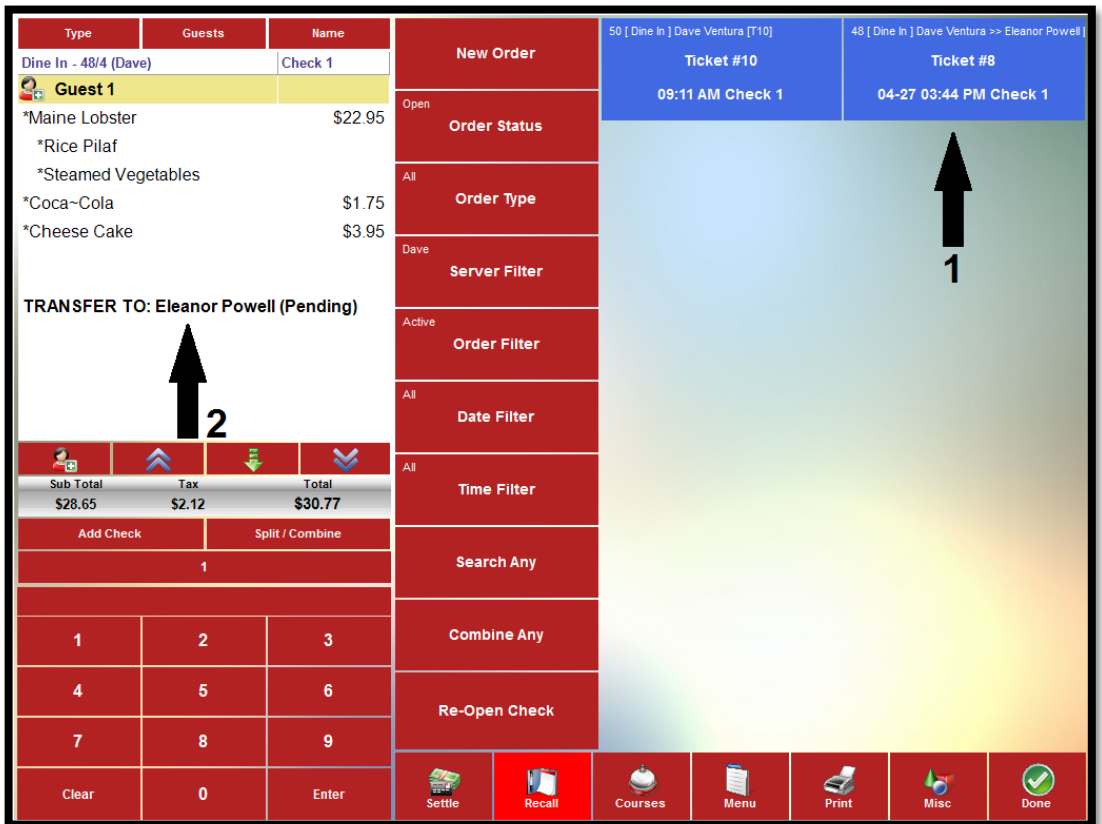 Type Guests Name
Dine In - 48/4 (Dave) Check 1
Guest 1
*Maine Lobster $22.95
*Rice Pilaf
*Steamed Vegetables
*Coca~Cola $1.75
*Cheese Cake $3.95
TRANSFER TO: Eleanor Powell (Pending)
2
Sub Total Tax Total
$28.65 $2.12 $30.77
Add Check Split / Combine
1
1 2 3
4 5 6
7 8 9
Clear 0 Enter
New Order
Open
Order Status
All
Order Type
Dave
Server Filter
Active
Order Filter
All
Date Filter
All
Time Filter
Search Any
Combine Any
Re-Open Check
50 [ Dine In ] Dave Ventura [T10]
Ticket #10
09:11 AM Check 1
48 [ Dine In ] Dave Ventura >> Eleanor Powell [
Ticket #8
04-27 03:44 PM Check 1
1
Settle Recall Courses Menu Print Misc Done